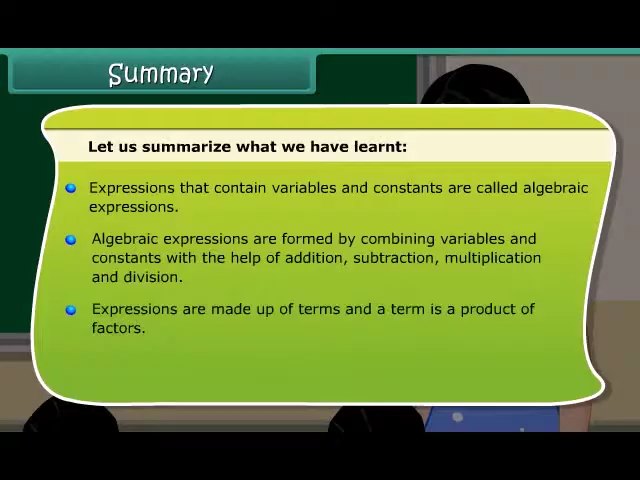 Summary
Let us summarize what we have learnt:
Expressions that contain variables and constants are called algebraic
expressions.
Algebraic expressions are formed by combining variables and
constants with the help of addition, subtraction, multiplication
and division.
Expressions are made up of terms and a term is a product of
factors.